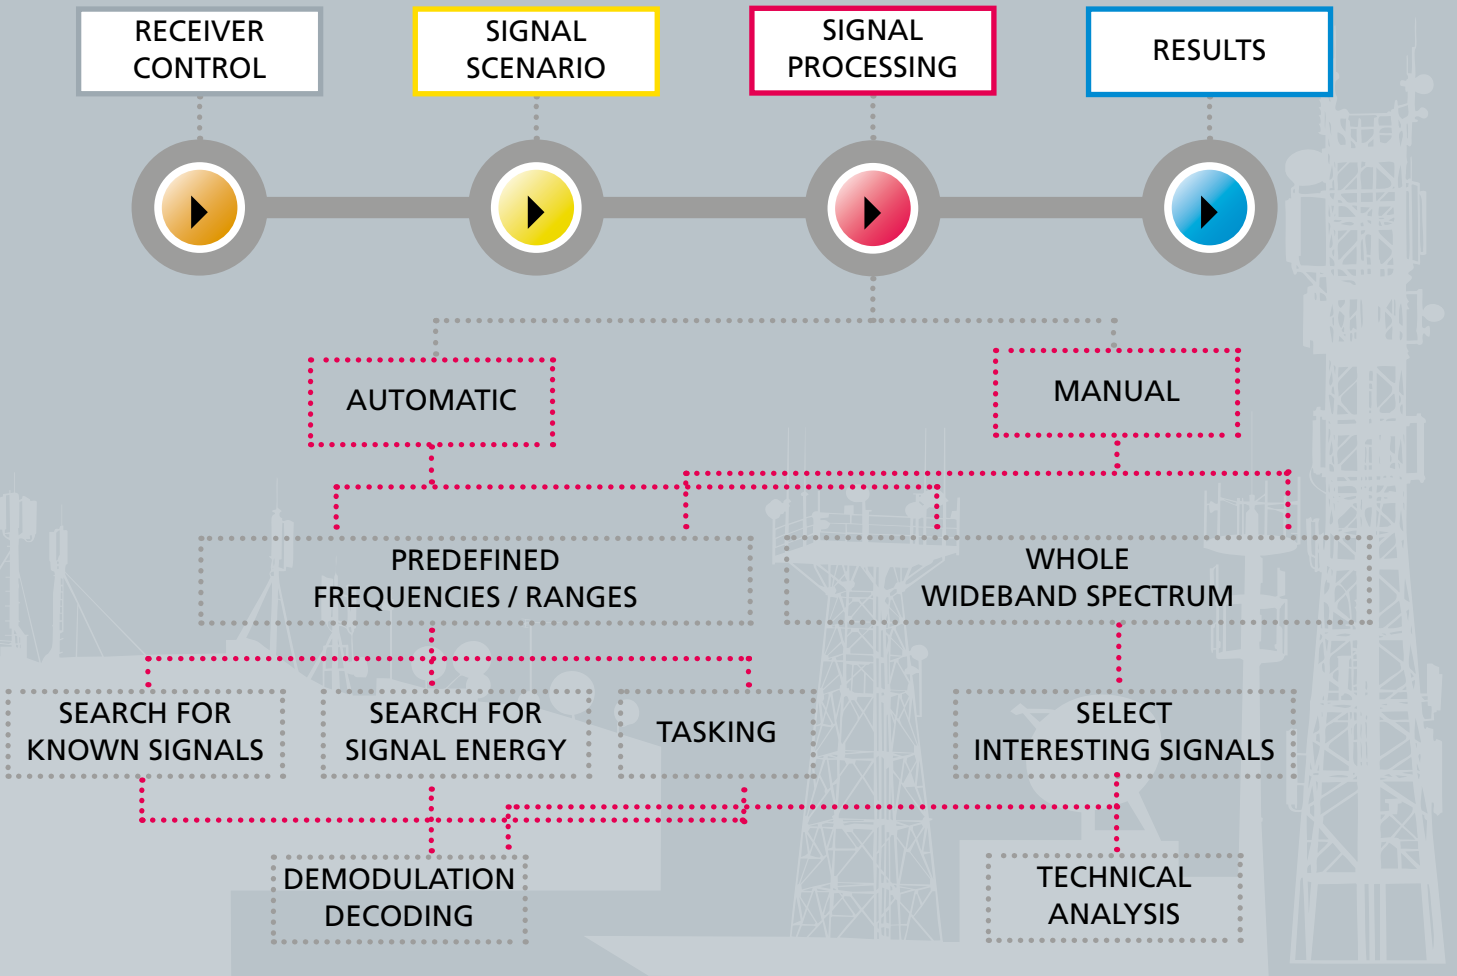 RECEIVER
CONTROL
SIGNAL
SCENARIO
SIGNAL
PROCESSING
RESULTS
AUTOMATIC
MANUAL
PREDEFINED
FREQUENCIES / RANGES
WHOLE
WIDEBAND SPECTRUM
SEARCH FOR
KNOWN SIGNALS
SEARCH FOR
SIGNAL ENERGY
TASKING
SELECT
INTERESTING SIGNALS
DEMODULATION
DECODING
TECHNICAL
ANALYSIS